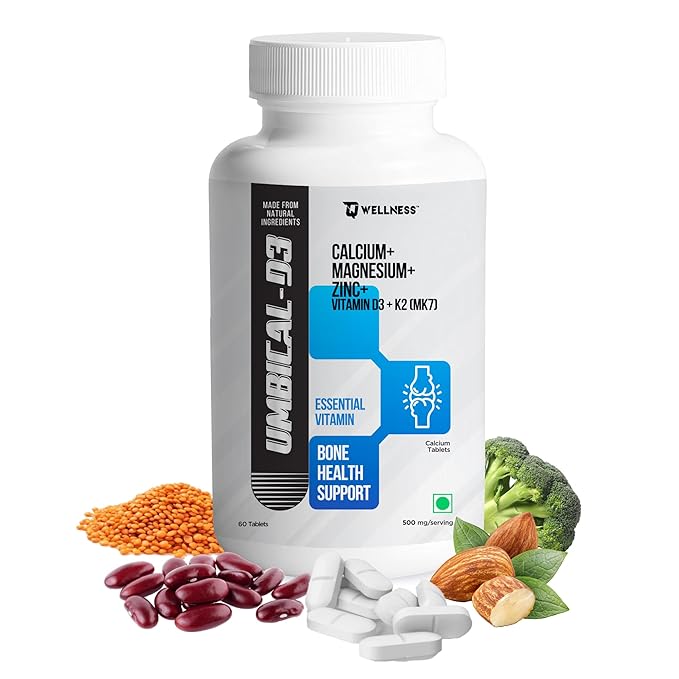 MADE FROM
NATURAL
INGREDIENTS
UMBICAL-D3
WELLNESS™
CALCIUM+
MAGNESIUM+
ZINC+
VITAMIN D3 + K2 (MK7)
ESSENTIAL
VITAMIN
BONE
HEALTH
SUPPORT
Calcium
Tablets
60 Tablets
500 mg/serving